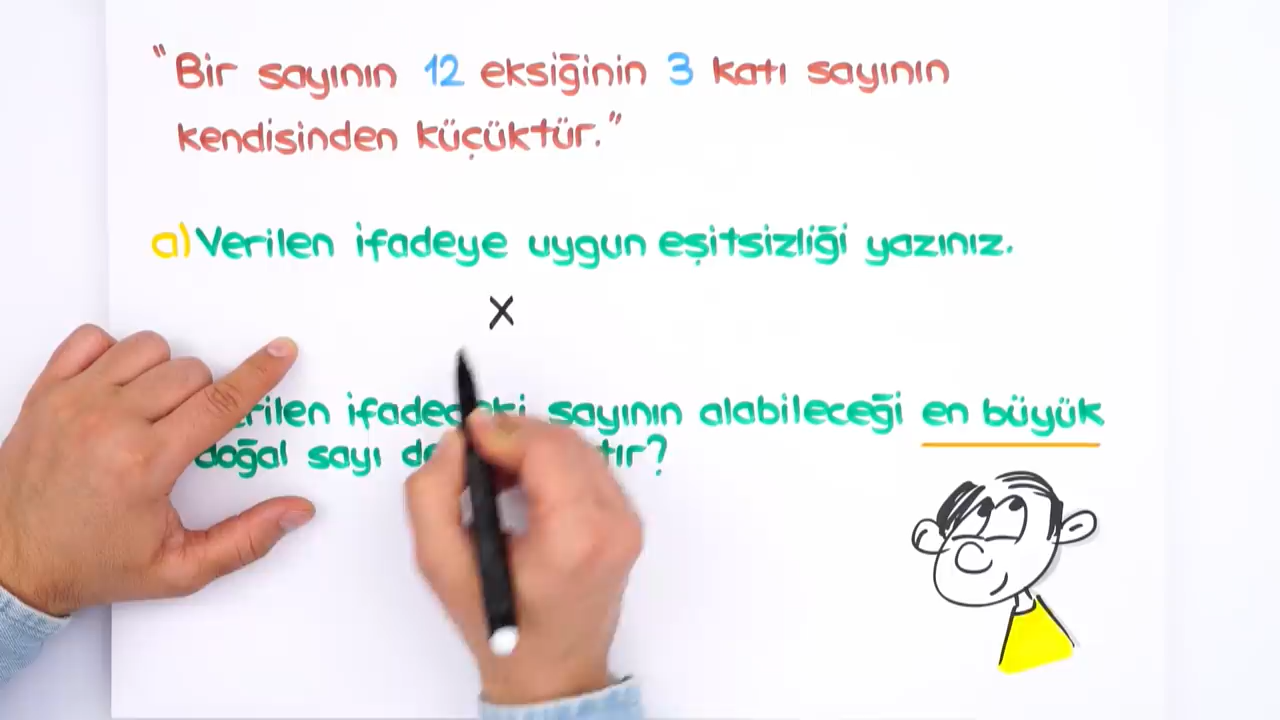 "Bir sayının 12 eksiğinin 3 katı sayının
kendisinden küçüktür."
a) Verilen ifadeye uygun eşitsizliği yazınız.
x
ifadedeki sayının alabileceği en büyük
doğal sayı